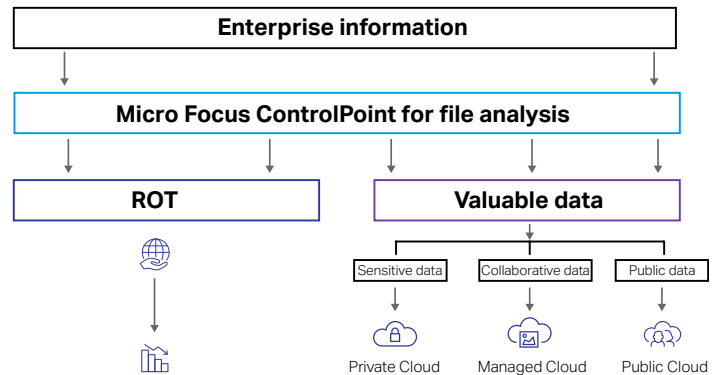 Enterprise information
Micro Focus ControlPoint for file analysis
ROT
Valuable data
Sensitive data
Collaborative data
Public data
Private Cloud
Managed Cloud
Public Cloud